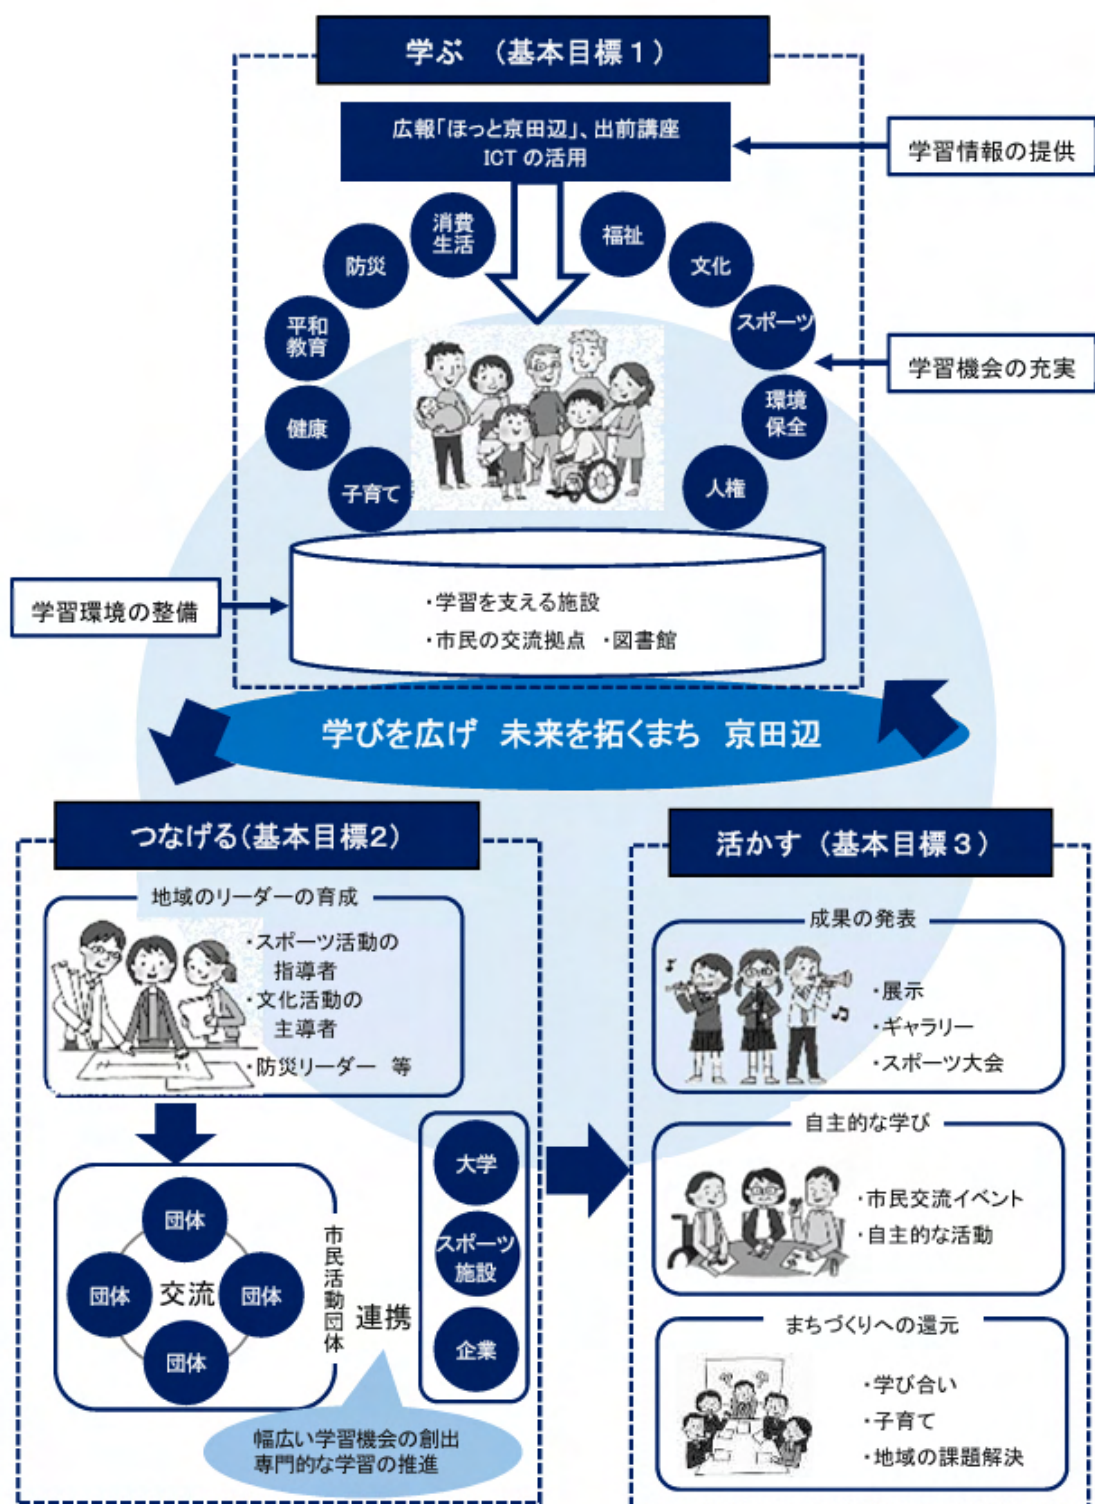 学ぶ （基本目標１）
広報「ほっと京田辺」、出前講座
ICTの活用
学習情報の提供
消費
生活
福祉
防災
文化
平和
教育
スポーツ
学習機会の充実
健康
環境
保全
子育て
人権
学習環境の整備
・学習を支える施設
・市民の交流拠点 ・図書館
学びを広げ 未来を拓くまち 京田辺
つなげる（基本目標２）
地域のリーダーの育成
・スポーツ活動の
指導者
・文化活動の
主導者
・防災リーダー 等
団体
団体
交流
団体
団体
市民活動団体
連携
大学
スポーツ
施設
企業
幅広い学習機会の創出
専門的な学習の推進
活かす （基本目標３）
成果の発表
・展示
・ギャラリー
・スポーツ大会
自主的な学び
・市民交流イベント
・自主的な活動
まちづくりへの還元
・学び合い
・子育て
・地域の課題解決